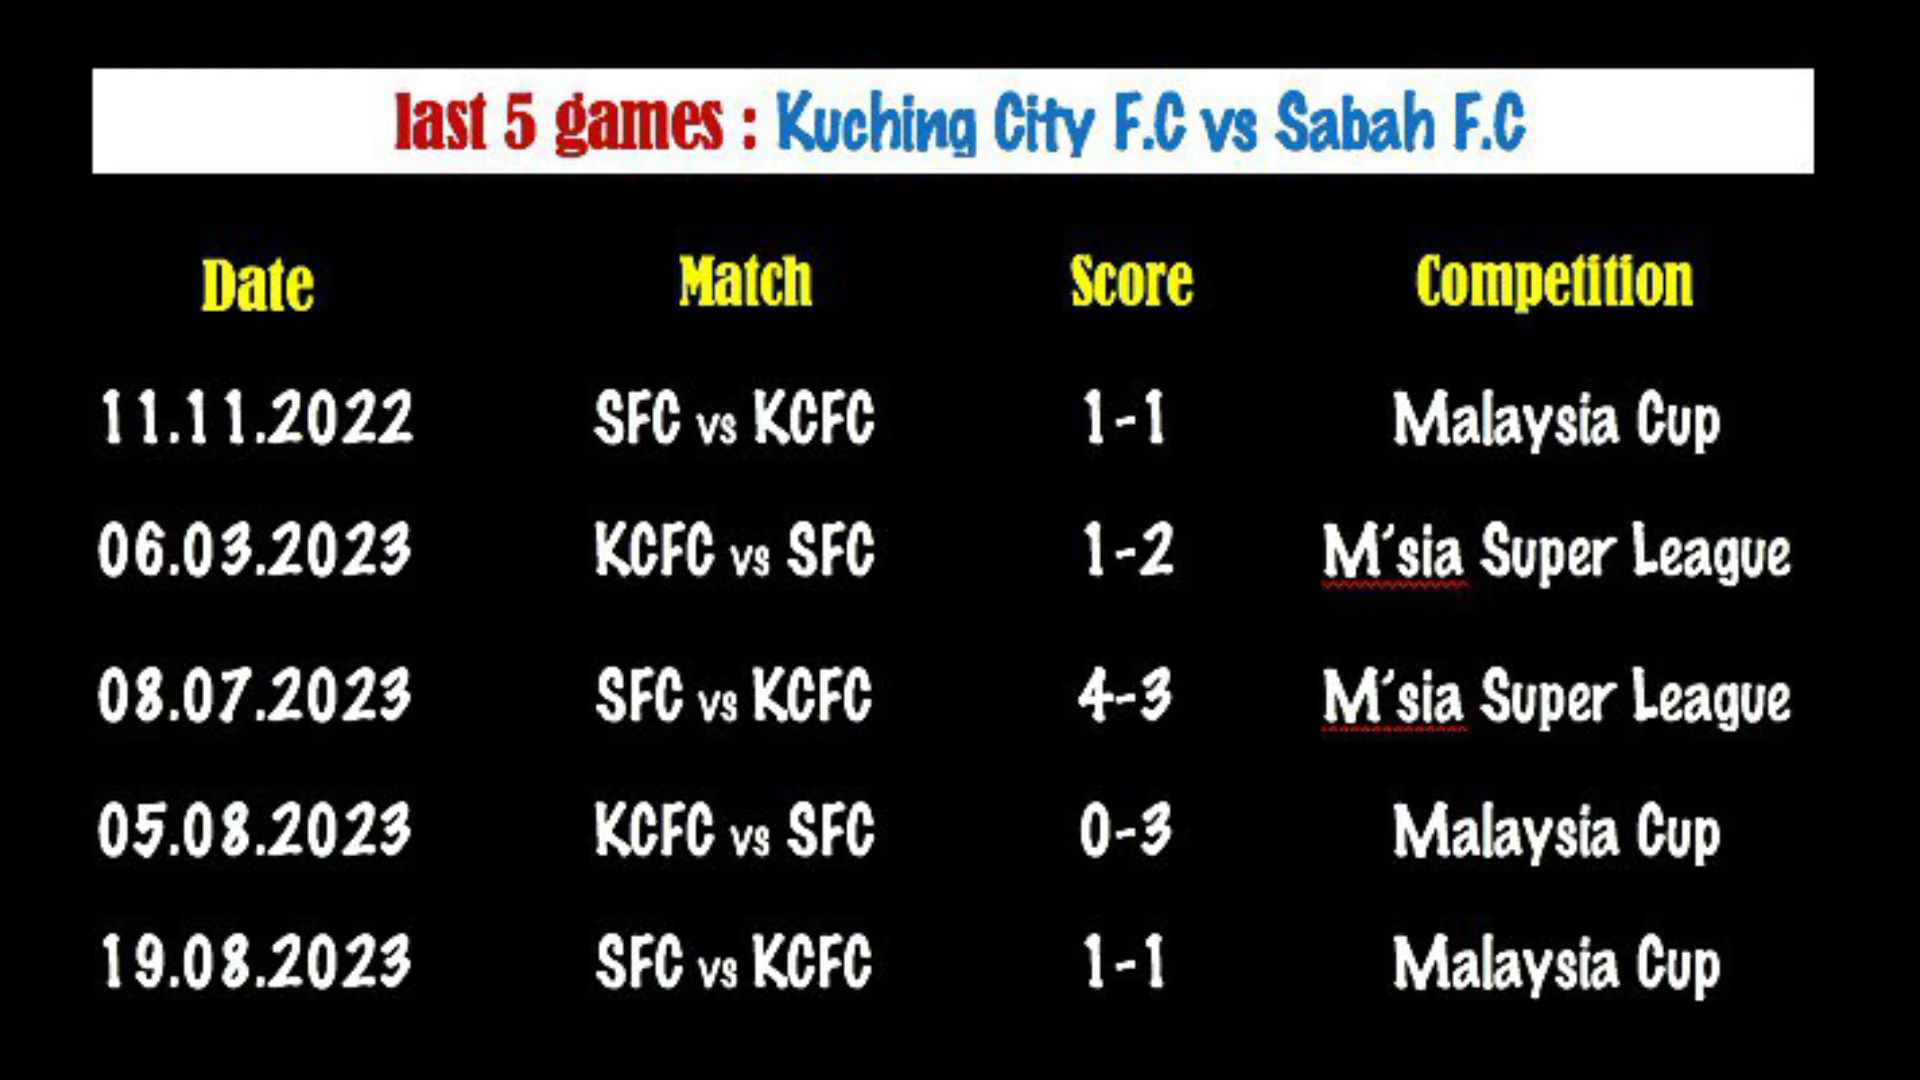 last 5 games : Kuching City F.C vs Sabah F.C
Date Match Score Competition
11.11.2022 SFC vs KCFC 1-1 Malaysia Cup
06.03.2023 KCFC vs SFC 1-2 M´sia Super League
08.07.2023 SFC vs KCFC 4-3 M´sia Super League
05.08.2023 KCFC vs SFC 0-3 Malaysia Cup
19.08.2023 SFC vs KCFC 1-1 Malaysia Cup